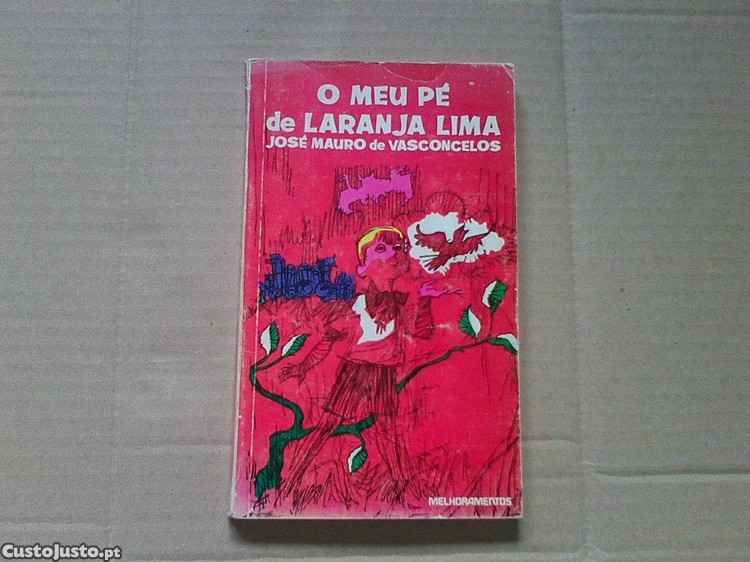 O MEU PÉ
de LARANJA LIMA
JOSÉ MAURO de VASCONCELOS
MELHORAMENTOS
CustoJusto.pt